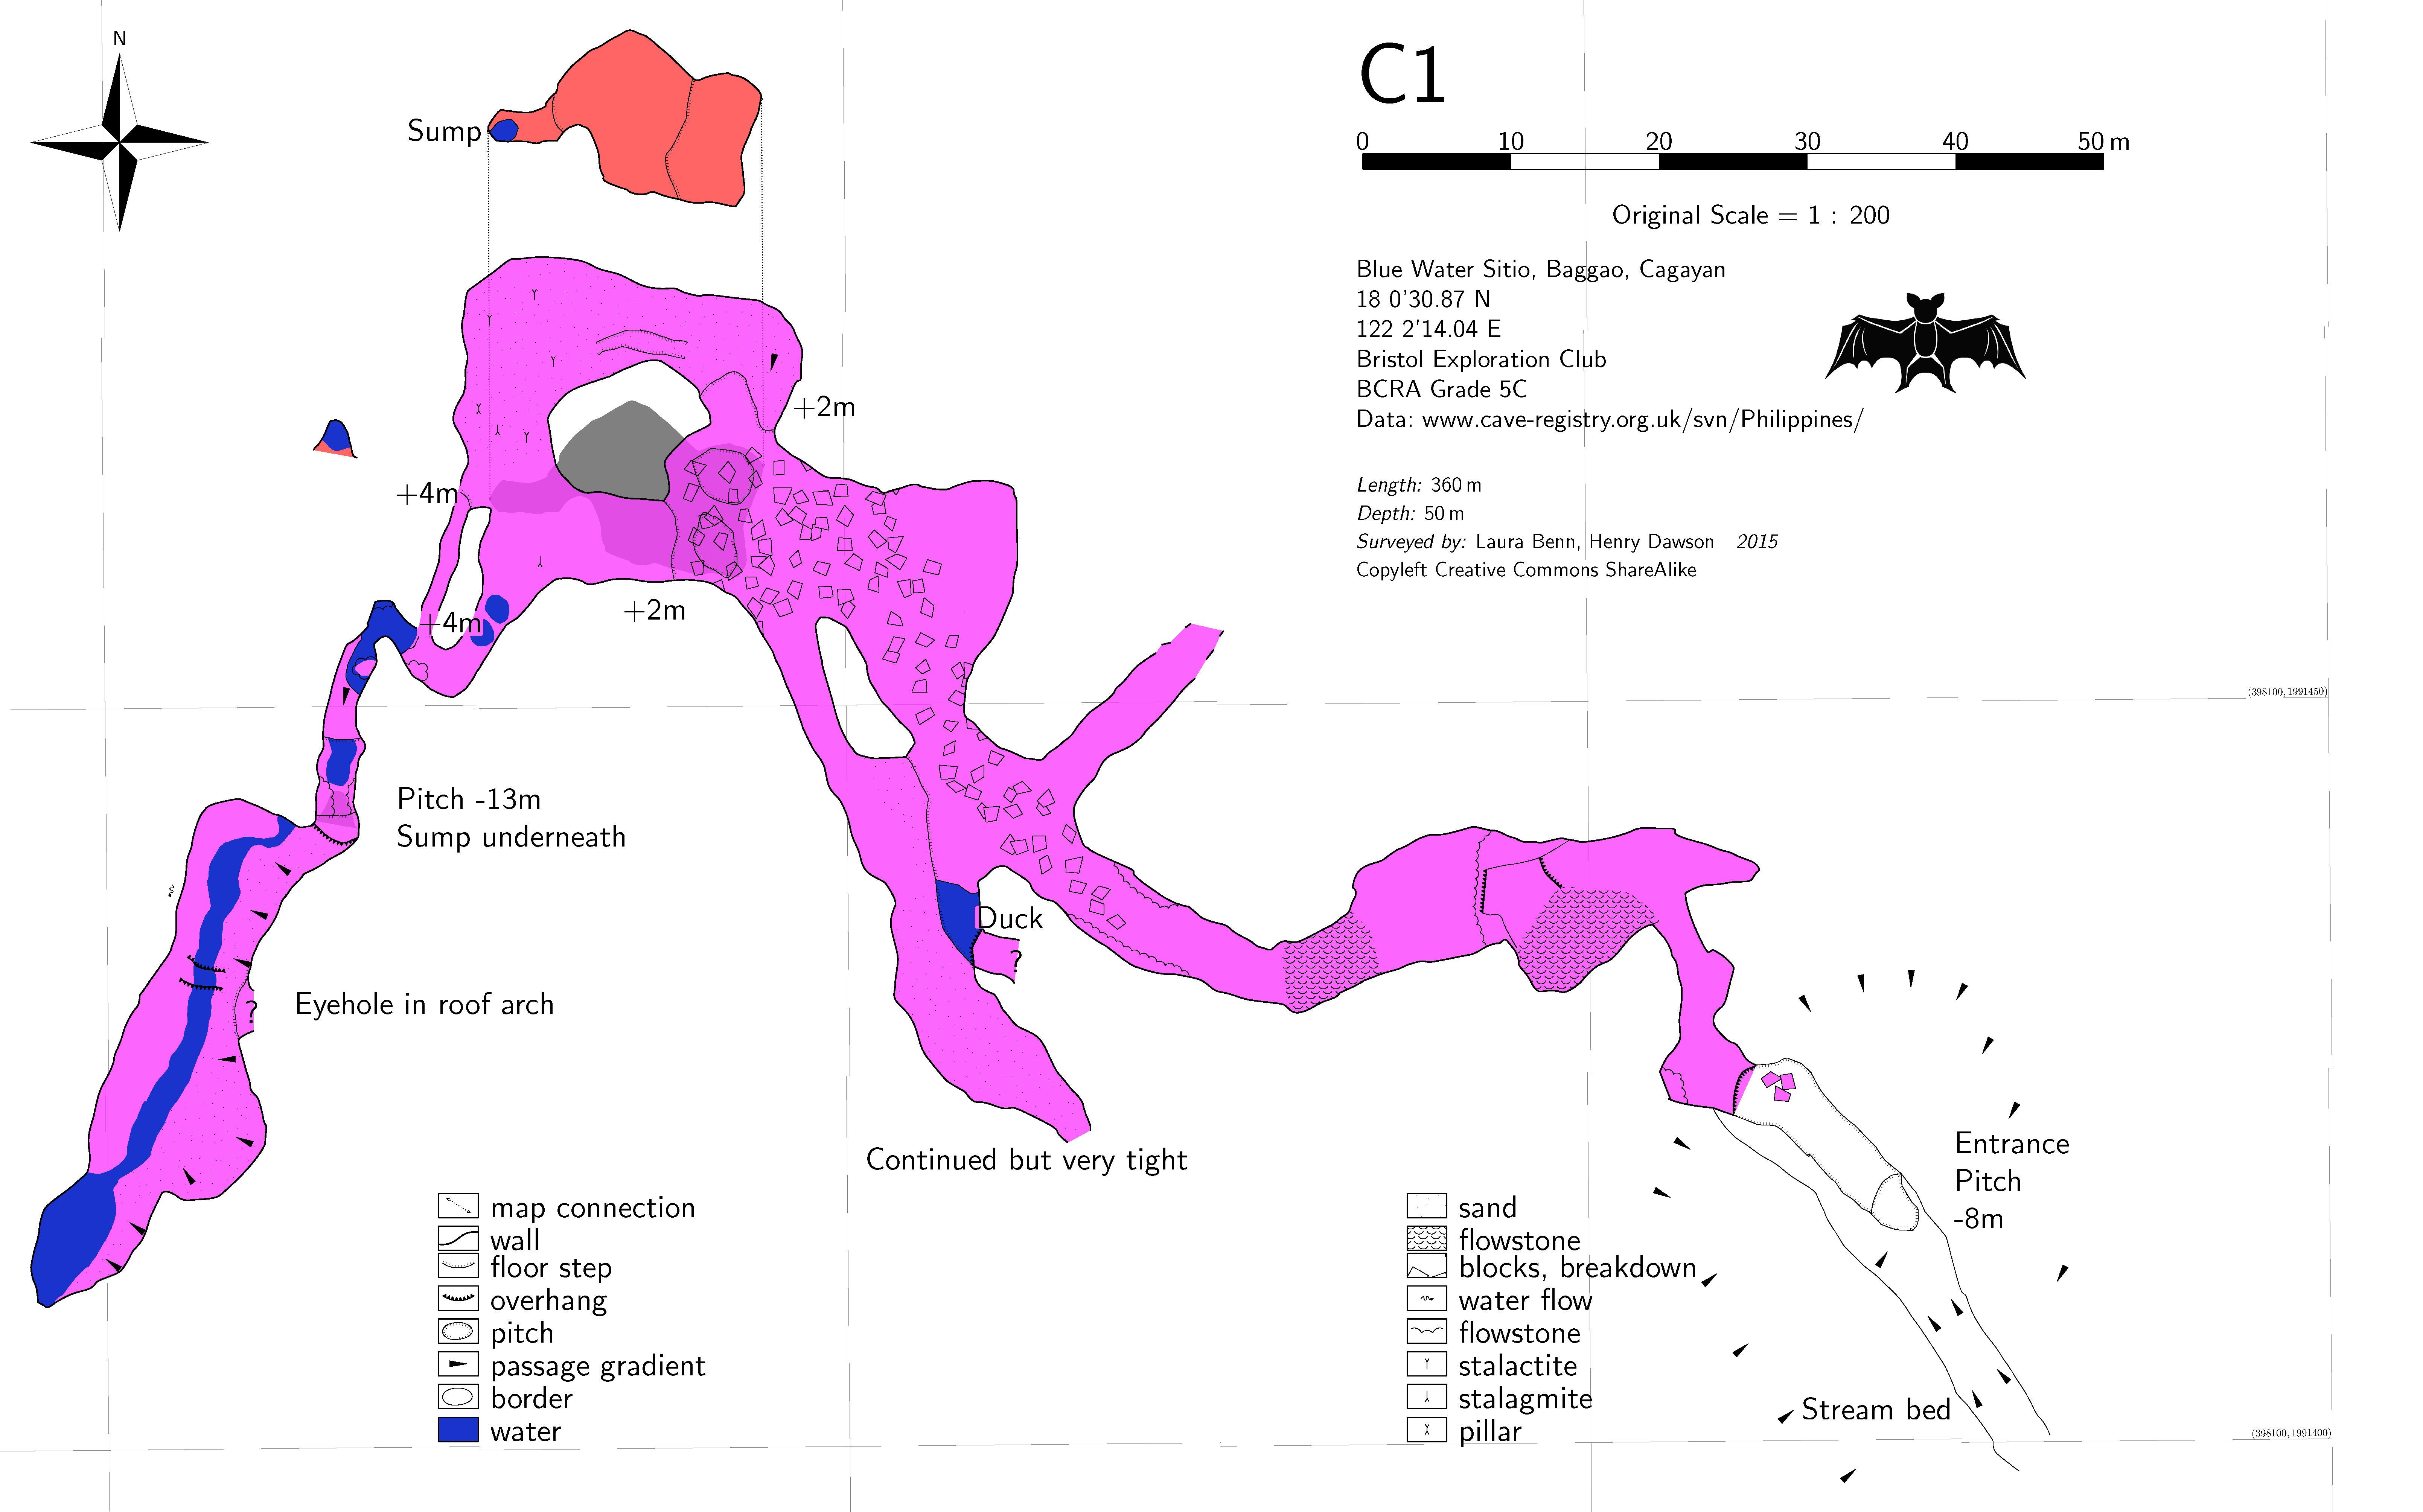 N
C1
0 10 20 30 40 50 m
Original Scale = 1 : 200
Blue Water Sitio, Baggao, Cagayan
18 0'30.87 N
122 2'14.04 E
Bristol Exploration Club
BCRA Grade 5C
Data: www.cave-registry.org.uk/svn/Philippines/
Length: 360 m
Depth: 50 m
Surveyed by: Laura Benn, Henry Dawson 2015
Copyleft Creative Commons ShareAlike
Sump
+2m
+4m
+4m
+2m
(398100, 1991450)
Pitch -13m
Sump underneath
Duck
?
Eyehole in roof arch
?
Continued but very tight
Entrance
Pitch
-8m
Stream bed
map connection
wall
floor step
overhang
pitch
passage gradient
border
water
sand
flowstone
blocks, breakdown
water flow
flowstone
stalactite
stalagmite
pillar
(398100, 1991400)